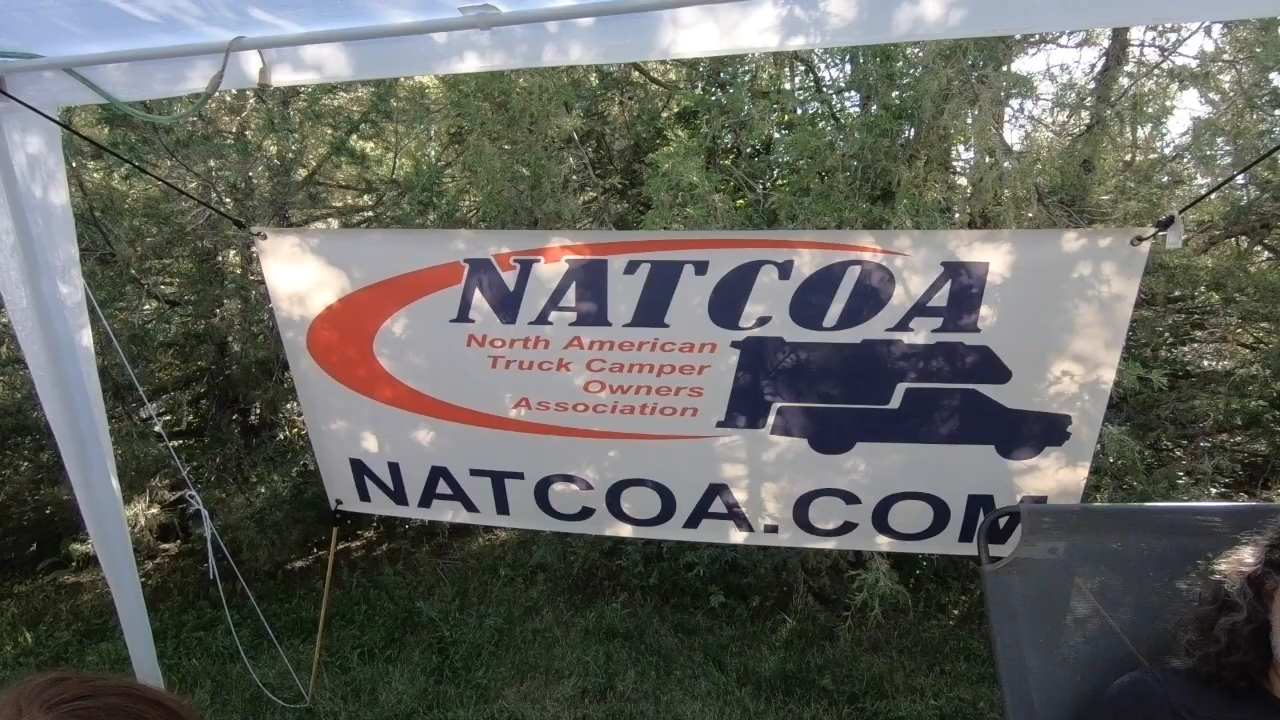 NATCOA
North American
Truck Camper
Owners
Association
NATCOA.COM